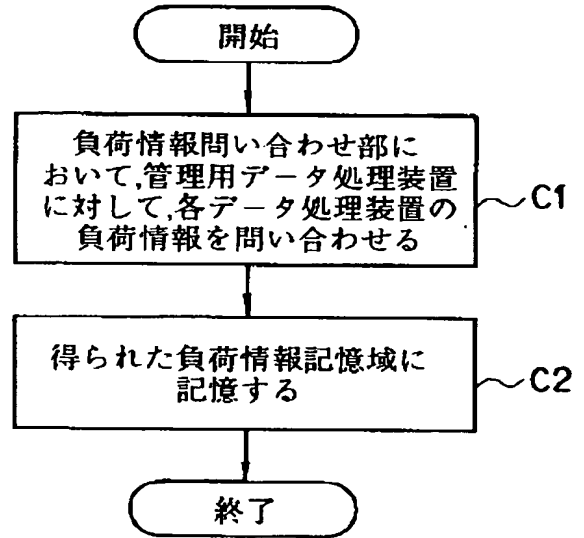 開始
負荷情報問い合わせ部に
おいて,管理用データ処理装置
に対して,各データ処理装置の
負荷情報を問い合わせる
C1
得られた負荷情報記憶域に
記憶する
C2
終了